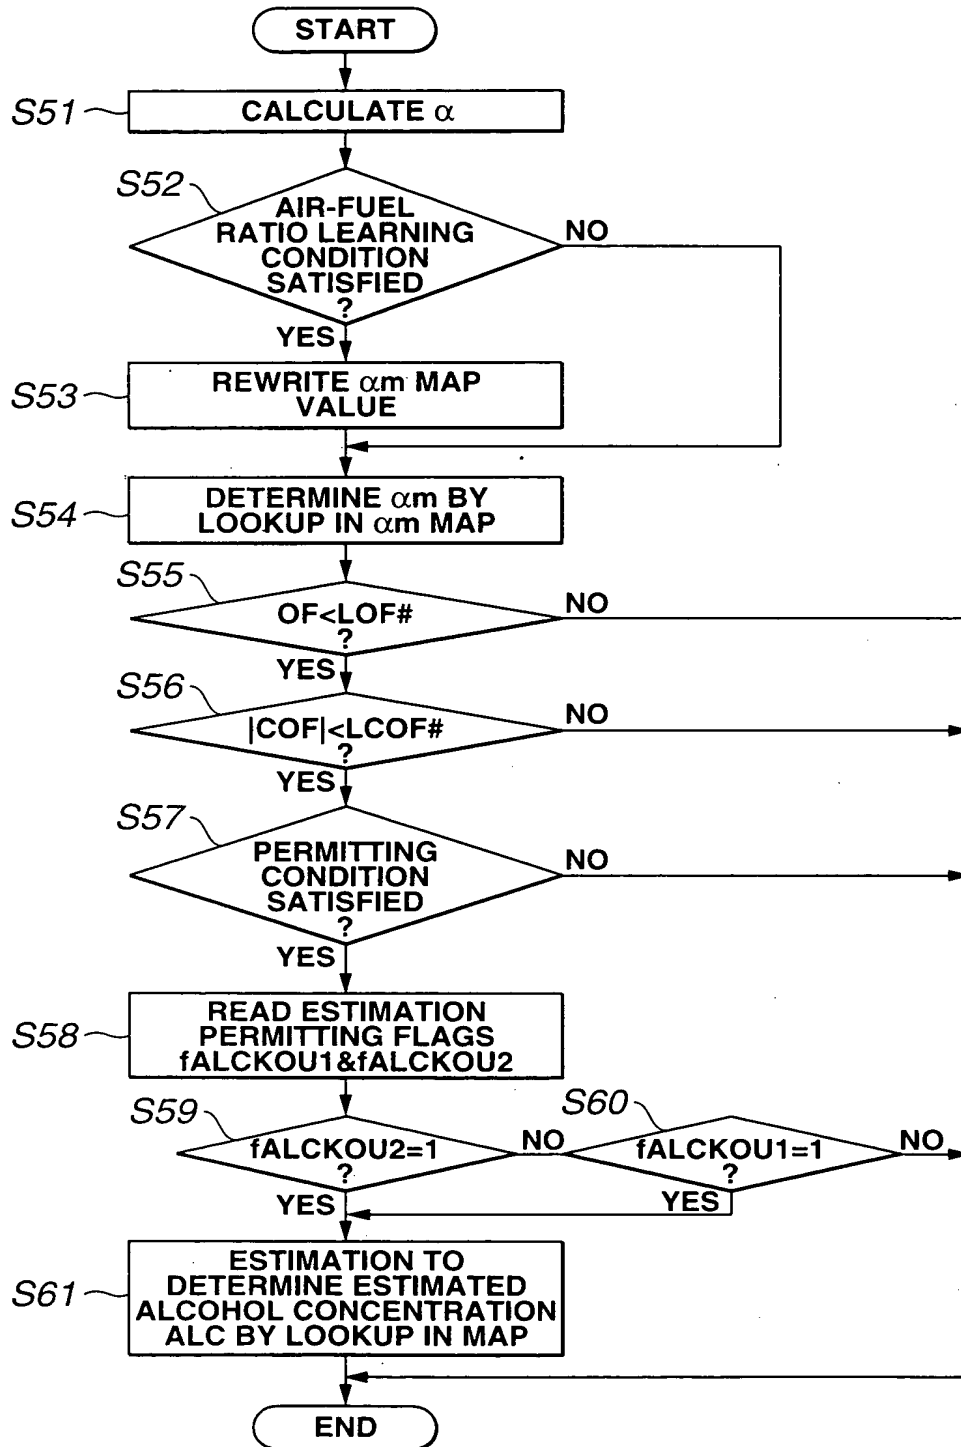 START
S51
CALCULATE α
S52
AIR-FUEL
RATIO LEARNING
CONDITION
SATISFIED
?
NO
YES
S53
REWRITE αm MAP
VALUE
S54
DETERMINE αm BY
LOOKUP IN αm MAP
S55
OF<LOF#
?
NO
YES
S56
|COF|<LCOF#
?
NO
YES
S57
PERMITTING
CONDITION
SATISFIED
?
NO
YES
S58
READ ESTIMATION
PERMITTING FLAGS
fALCKOU1&fALCKOU2
S59
fALCKOU2=1
?
NO
YES
S60
fALCKOU1=1
?
NO
YES
S61
ESTIMATION TO
DETERMINE ESTIMATED
ALCOHOL CONCENTRATION
ALC BY LOOKUP IN MAP
END